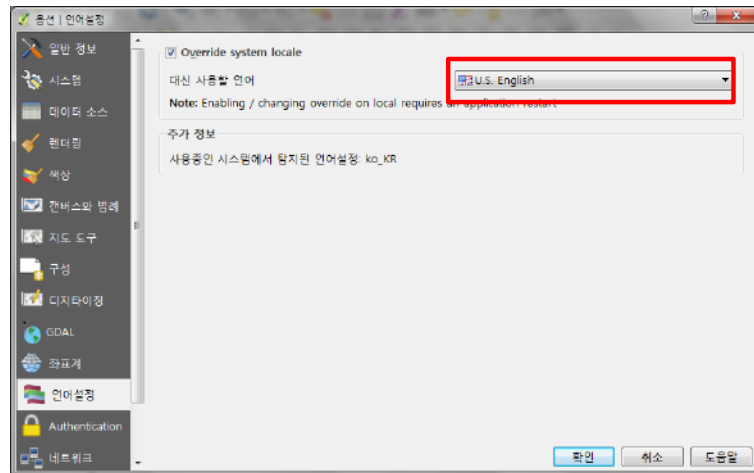 옵션 | 언어설정
일반 정보
시스템
데이터 소스
렌더링
색상
캔버스와 범례
지도 도구
구성
디지타이징
GDAL
좌표계
언어설정
Authentication
네트워크
Override system locale
대신 사용할 언어
U.S. English
Note: Enabling / changing override on local requires an application restart
추가 정보
사용중인 시스템에서 탐지된 언어설정: ko_KR
확인
취소
도움말